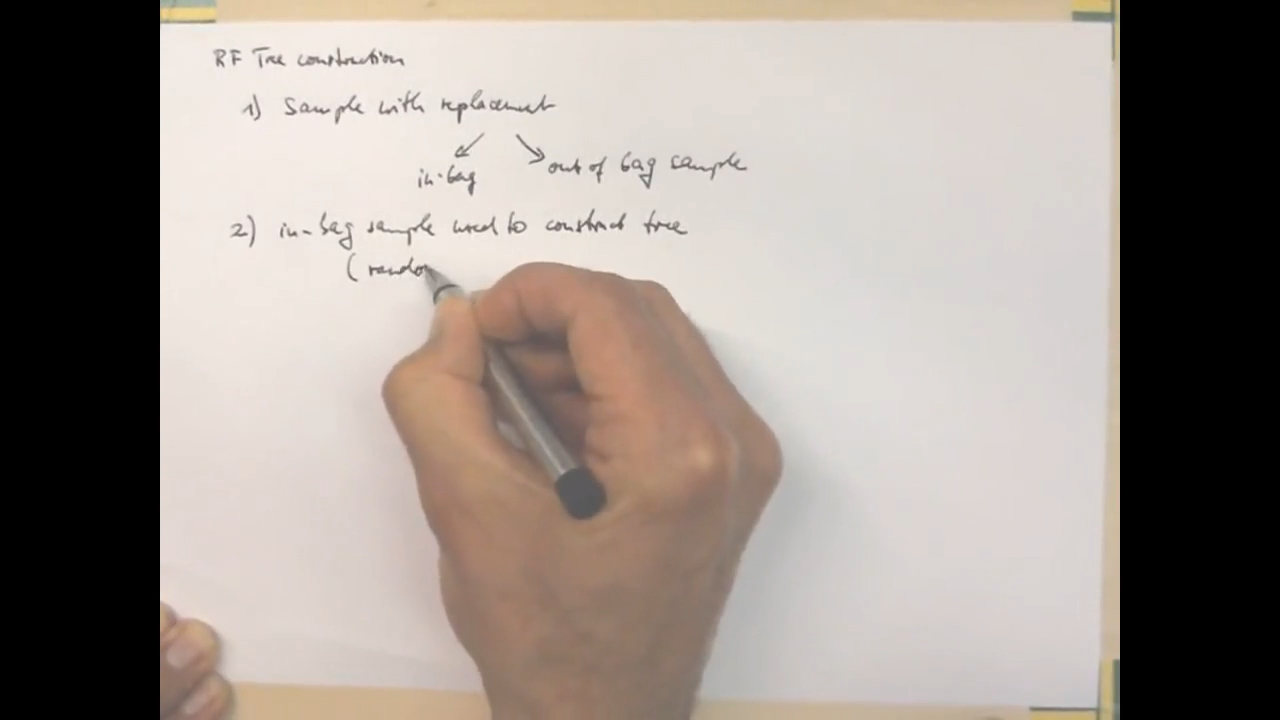 RF Tree construction
1) Sample with replacement
in-bag out of bag sample
2) in-bag sample used to construct tree
(rando